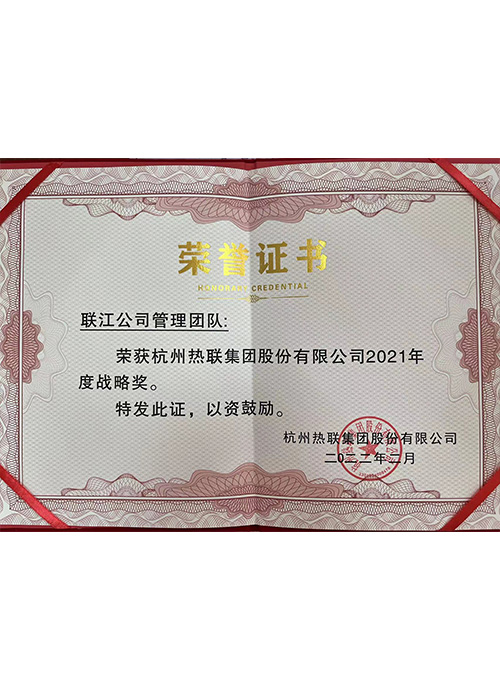 荣誉证书
HONORARY CREDENTIAL
联江公司管理团队:
荣获杭州热联集团股份有限公司2021年
度战略奖。
特发此证，以资鼓励。
杭州热联集团股份有限公司
二〇二二年二月